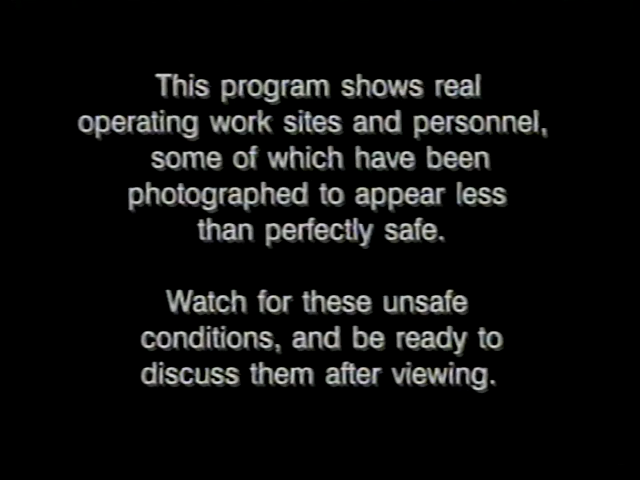 This program shows real
operating work sites and personnel,
some of which have been
photographed to appear less
than perfectly safe.
Watch for these unsafe
conditions, and be ready to
discuss them after viewing.